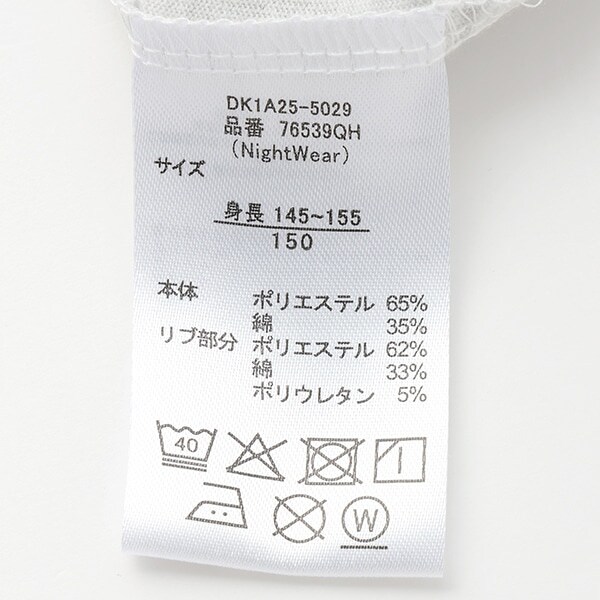 DK1A25-5029
品番 76539QH
(NightWear)
サイズ
身長 145~155
150
本体 ポリエステル 65%
綿 35%
リブ部分 ポリエステル 62%
綿 33%
ポリウレタン 5%
40
W